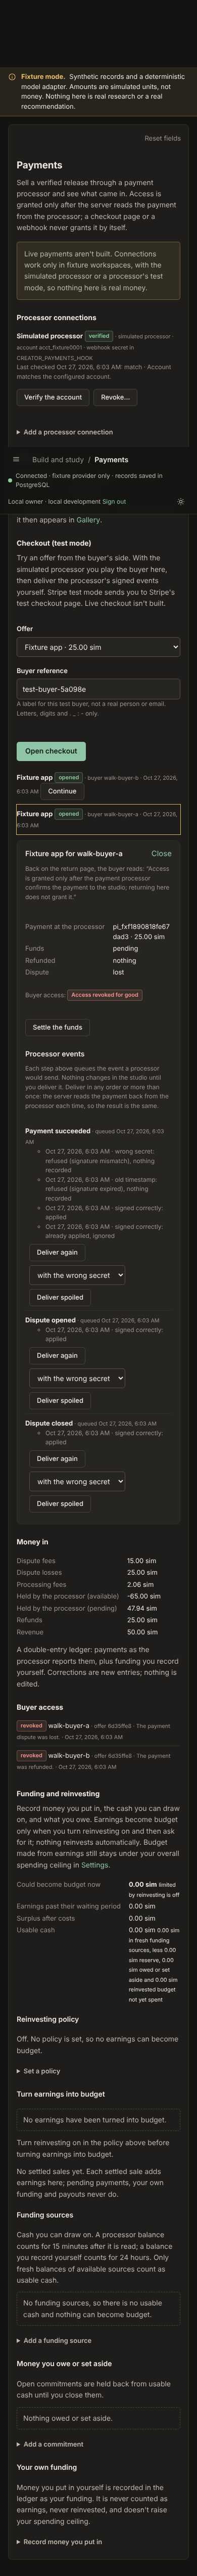 Fixture mode. Synthetic records and a deterministic
model adapter. Amounts are simulated units, not
money. Nothing here is real research or a real
recommendation.
Reset fields
Payments
Sell a verified release through a payment
processor and see what came in. Access is
granted only after the server reads the payment
from the processor; a checkout page or a
webhook never grants it by itself.
Live payments aren't built. Connections
work only in fixture workspaces, with the
simulated processor or a processor's test
mode, so nothing here is real money.
Processor connections
Simulated processor verified · simulated processor ·
account acct_fixture0001 · webhook secret in
CREATOR_PAYMENTS_HOOK
Last checked Oct 27, 2026, 6:03 AM: match · Account
matches the configured account.
Verify the account
Revoke…
Add a processor connection
Build and study / Payments
Connected · fixture provider only · records saved in
PostgreSQL
Local owner · local development Sign out
it then appears in Gallery.
Checkout (test mode)
Try an offer from the buyer's side. With the
simulated processor you play the buyer here,
then deliver the processor's signed events
yourself. Stripe test mode sends you to Stripe's
test checkout page. Live checkout isn't built.
Offer
Fixture app · 25.00 sim
Buyer reference
test-buyer-5a098e
A label for this test buyer, not a real person or email.
Letters, digits and . _ : - only.
Open checkout
Fixture app opened · buyer walk-buyer-b · Oct 27, 2026,
6:03 AM Continue
Fixture app opened · buyer walk-buyer-a · Oct 27, 2026,
6:03 AM
Fixture app for walk-buyer-a
Close
Back on the return page, the buyer reads: "Access
is granted only after the payment processor
confirms the payment to the studio; returning here
does not grant it."
Payment at the processor pi_fxf1890818fe67
dad3 · 25.00 sim
Funds pending
Refunded nothing
Dispute lost
Buyer access: Access revoked for good
Settle the funds
Processor events
Each step above queues the event a processor
would send. Nothing changes in the studio until
you deliver it. Deliver in any order or more than
once: the server reads the payment back from the
processor each time, so the result is the same.
Payment succeeded · queued Oct 27, 2026, 6:03
AM
Oct 27, 2026, 6:03 AM · wrong secret:
refused (signature mismatch), nothing
recorded
Oct 27, 2026, 6:03 AM · old timestamp:
refused (signature expired), nothing
recorded
Oct 27, 2026, 6:03 AM · signed correctly:
applied
Oct 27, 2026, 6:03 AM · signed correctly:
already applied, ignored
Deliver again
with the wrong secret
Deliver spoiled
Dispute opened · queued Oct 27, 2026, 6:03 AM
Oct 27, 2026, 6:03 AM · signed correctly:
applied
Deliver again
with the wrong secret
Deliver spoiled
Dispute closed · queued Oct 27, 2026, 6:03 AM
Oct 27, 2026, 6:03 AM · signed correctly:
applied
Deliver again
with the wrong secret
Deliver spoiled
Money in
Dispute fees 15.00 sim
Dispute losses 25.00 sim
Processing fees 2.06 sim
Held by the processor (available) -65.00 sim
Held by the processor (pending) 47.94 sim
Refunds 25.00 sim
Revenue 50.00 sim
A double-entry ledger: payments as the
processor reports them, plus funding you record
yourself. Corrections are new entries; nothing is
edited.
Buyer access
revoked walk-buyer-a · offer 6d35ffe8 · The payment
dispute was lost. · Oct 27, 2026, 6:03 AM
revoked walk-buyer-b · offer 6d35ffe8 · The payment
was refunded. · Oct 27, 2026, 6:03 AM
Funding and reinvesting
Record money you put in, the cash you can draw
on, and what you owe. Earnings become budget
only when you turn reinvesting on and then ask
for it; nothing reinvests automatically. Budget
made from earnings still stays under your overall
spending ceiling in Settings.
Could become budget now 0.00 sim limited
by reinvesting is off
Earnings past their waiting period 0.00 sim
Surplus after costs 0.00 sim
Usable cash 0.00 sim 0.00 sim
in fresh funding
sources, less 0.00
sim reserve, 0.00
sim owed or set
aside and 0.00 sim
reinvested budget
not yet spent
Reinvesting policy
Off. No policy is set, so no earnings can become
budget.
Set a policy
Turn earnings into budget
No earnings have been turned into budget.
Turn reinvesting on in the policy above before
turning earnings into budget.
No settled sales yet. Each settled sale adds
earnings here; pending payments, your own
funding and payouts never do.
Funding sources
Cash you can draw on. A processor balance
counts for 15 minutes after it is read; a balance
you record yourself counts for 24 hours. Only
fresh balances of available sources count as
usable cash.
No funding sources, so there is no usable
cash and nothing can become budget.
Add a funding source
Money you owe or set aside
Open commitments are held back from usable
cash until you close them.
Nothing owed or set aside.
Add a commitment
Your own funding
Money you put in yourself is recorded in the
ledger as your funding. It is never counted as
earnings, never reinvested, and doesn't raise
your spending ceiling.
Record money you put in